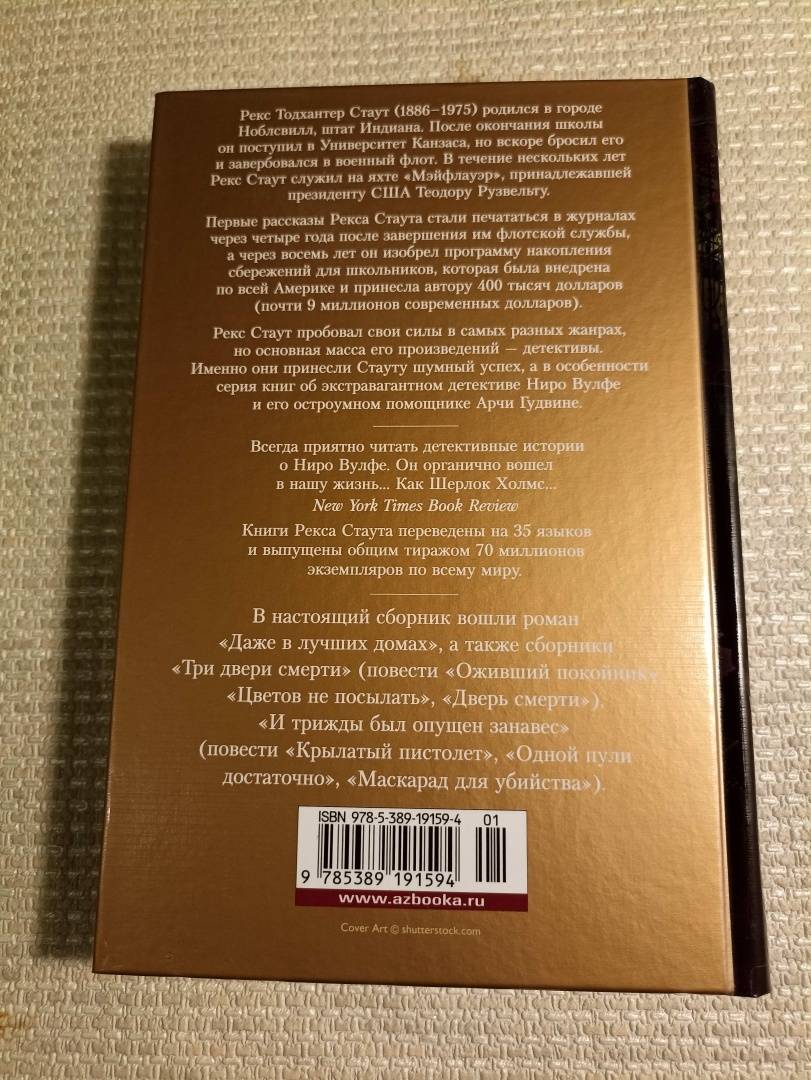 Рекс Тодхантер Стаут (1886–1975) родился в городе
Ноблсвилл, штат Индиана. После окончания школы
он поступил в Университет Канзаса, но вскоре бросил его
и завербовался в военный флот. В течение нескольких лет
Рекс Стаут служил на яхте «Мэйфлауэр», принадлежавшей
президенту США Теодору Рузвельту.
Первые рассказы Рекса Стаута стали печататься в журналах
через четыре года после завершения им флотской службы,
а через восемь лет он изобрел программу накопления
сбережений для школьников, которая была внедрена
по всей Америке и принесла автору 400 тысяч долларов
(почти 9 миллионов современных долларов).
Рекс Стаут пробовал свои силы в самых разных жанрах,
но основная масса его произведений — детективы.
Именно они принесли Стауту шумный успех, а в особенности
серия книг об экстравагантном детективе Ниро Вулфе
и его остроумном помощнике Арчи Гудвине.
Всегда приятно читать детективные истории
о Ниро Вулфе. Он органично вошел
в нашу жизнь... Как Шерлок Холмс...
New York Times Book Review
Книги Рекса Стаута переведены на 35 языков
и выпущены общим тиражом 70 миллионов
экземпляров по всему миру.
В настоящий сборник вошли роман
«Даже в лучших домах», а также сборники
«Три двери смерти» (повести «Оживший покойник»,
«Цветов не посылать», «Дверь смерти»),
«И трижды был опущен занавес»
(повести «Крылатый пистолет», «Одной пули
достаточно», «Маскарад для убийства»).
ISBN 978-5-389-19159-4 01
9 785389 191594
www.azbooka.ru
Cover Art © shutterstock.com